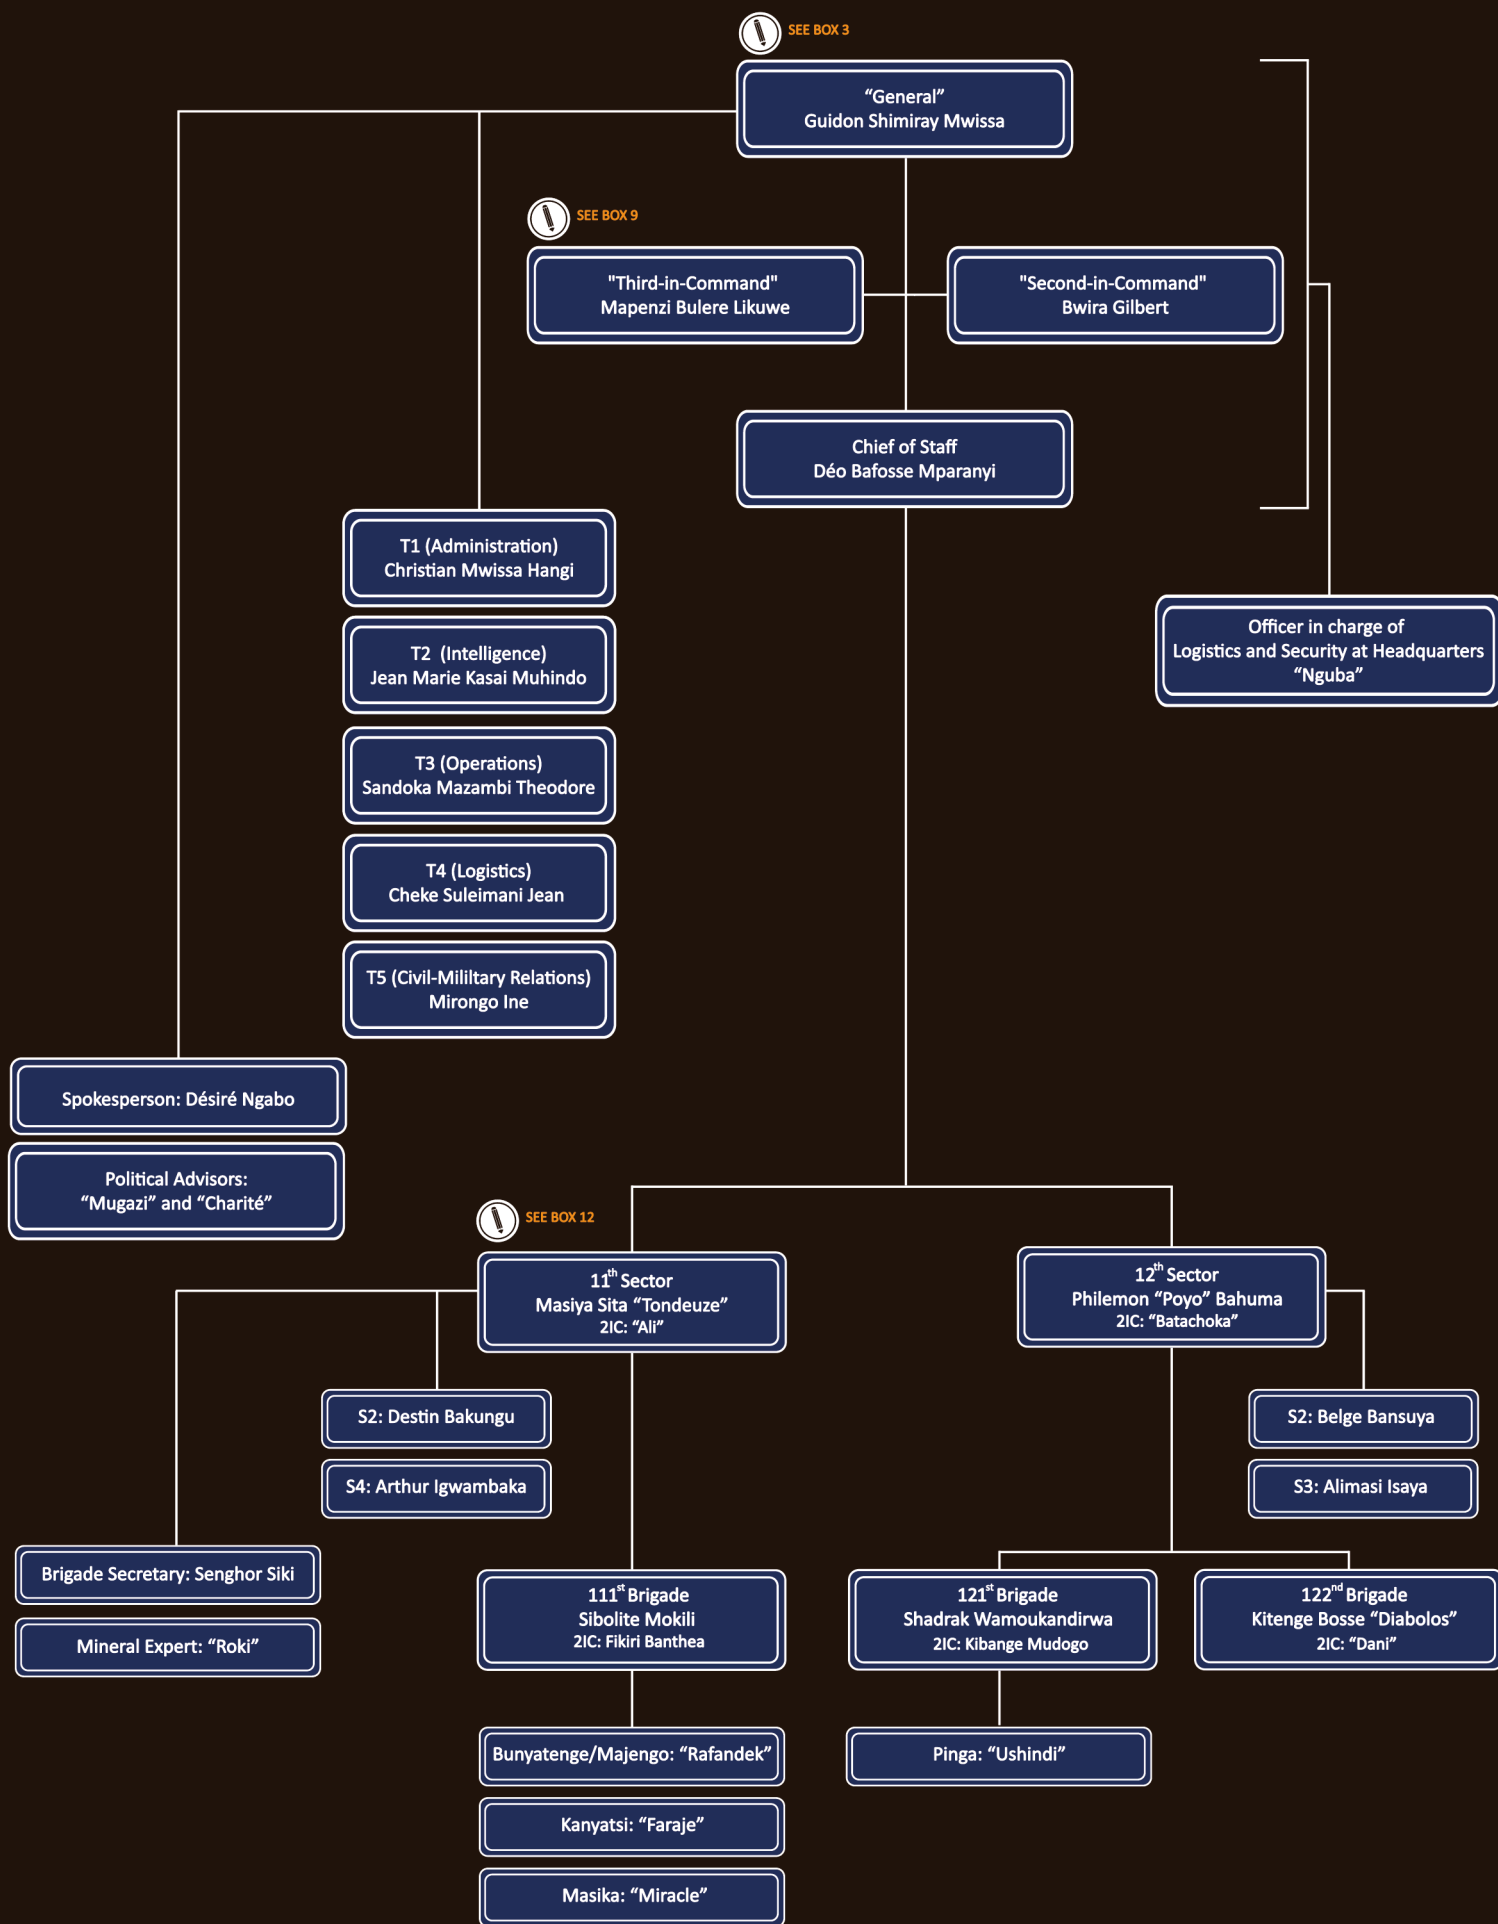 SEE BOX 3
“General”
Guidon Shimiray Mwissa
SEE BOX 9
"Third-in-Command"
Mapenzi Bulere Likuwe
"Second-in-Command"
Bwira Gilbert
Chief of Staff
Déo Bafosse Mparanyi
T1 (Administration)
Christian Mwissa Hangi
T2 (Intelligence)
Jean Marie Kasai Muhindo
T3 (Operations)
Sandoka Mazambi Theodore
T4 (Logistics)
Cheke Suleimani Jean
T5 (Civil-Mililtary Relations)
Mirongo Ine
Officer in charge of
Logistics and Security at Headquarters
“Nguba”
Spokesperson: Désiré Ngabo
Political Advisors:
“Mugazi” and “Charité”
SEE BOX 12
11th Sector
Masiya Sita “Tondeuze”
2IC: “Ali”
12th Sector
Philemon “Poyo” Bahuma
2IC: “Batachoka”
S2: Destin Bakungu
S4: Arthur Igwambaka
S2: Belge Bansuya
S3: Alimasi Isaya
Brigade Secretary: Senghor Siki
Mineral Expert: “Roki”
111st Brigade
Sibolite Mokili
2IC: Fikiri Banthea
121st Brigade
Shadrak Wamoukandirwa
2IC: Kibange Mudogo
122nd Brigade
Kitenge Bosse “Diabolos”
2IC: “Dani”
Bunyatenge/Majengo: “Rafandek”
Kanyatsi: “Faraje”
Masika: “Miracle”
Pinga: “Ushindi”